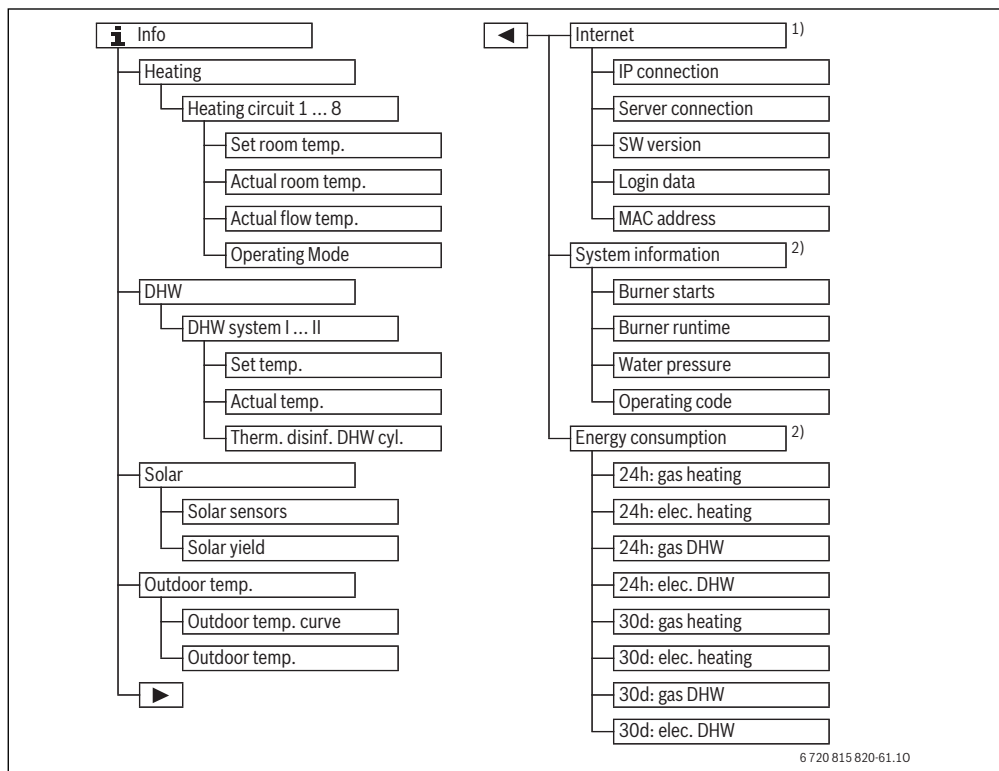 i Info
Heating
Heating circuit 1 ... 8
Set room temp.
Actual room temp.
Actual flow temp.
Operating Mode
DHW
DHW system I ... II
Set temp.
Actual temp.
Therm. disinf. DHW cyl.
Solar
Solar sensors
Solar yield
Outdoor temp.
Outdoor temp. curve
Outdoor temp.
Internet 1)
IP connection
Server connection
SW version
Login data
MAC address
System information 2)
Burner starts
Burner runtime
Water pressure
Operating code
Energy consumption 2)
24h: gas heating
24h: elec. heating
24h: gas DHW
24h: elec. DHW
30d: gas heating
30d: elec. heating
30d: gas DHW
30d: elec. DHW
6 720 815 820-61.1O